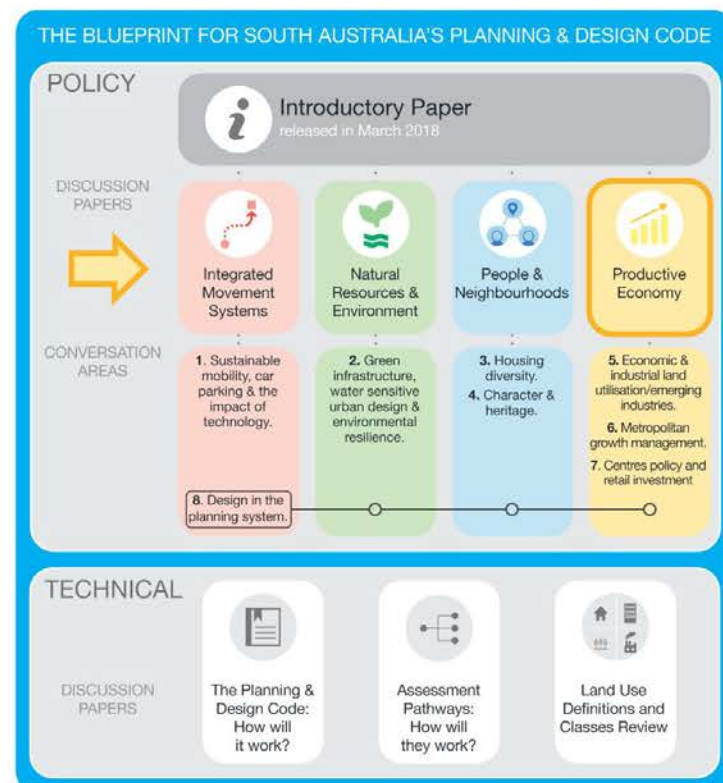 THE BLUEPRINT FOR SOUTH AUSTRALIA'S PLANNING & DESIGN CODE
POLICY
i Introductory Paper
released in March 2018
DISCUSSION
PAPERS
Integrated
Movement
Systems
Natural
Resources &
Environment
People &
Neighbourhoods
Productive
Economy
CONVERSATION
AREAS
1. Sustainable
mobility, car
parking & the
impact of
technology.
2. Green
infrastructure,
water sensitive
urban design &
environmental
resilience.
3. Housing
diversity.
4. Character &
heritage.
5. Economic &
industrial land
utilisation/emerging
industries.
6. Metropolitan
growth management.
7. Centres policy and
retail investment
8. Design in the
planning system.
TECHNICAL
DISCUSSION
PAPERS
The Planning &
Design Code:
How will
it work?
Assessment
Pathways:
How will
they work?
Land Use
Definitions and
Classes Review